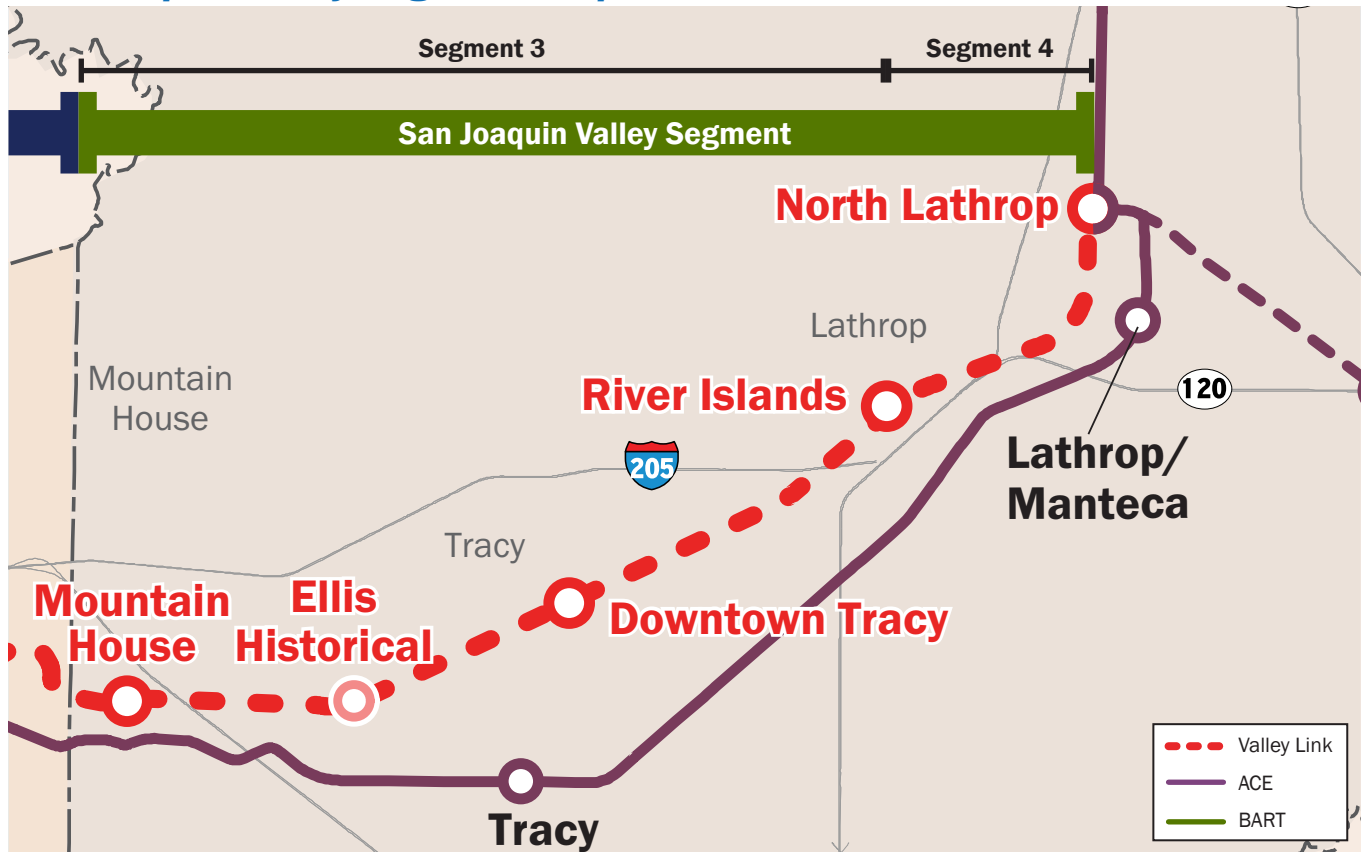 Segment 3
Segment 4
San Joaquin Valley Segment
North Lathrop
Lathrop
Mountain
House
River Islands
120
205
Lathrop/
Manteca
Tracy
Mountain
House
Ellis
Historical
Downtown Tracy
Tracy
Valley Link
ACE
BART